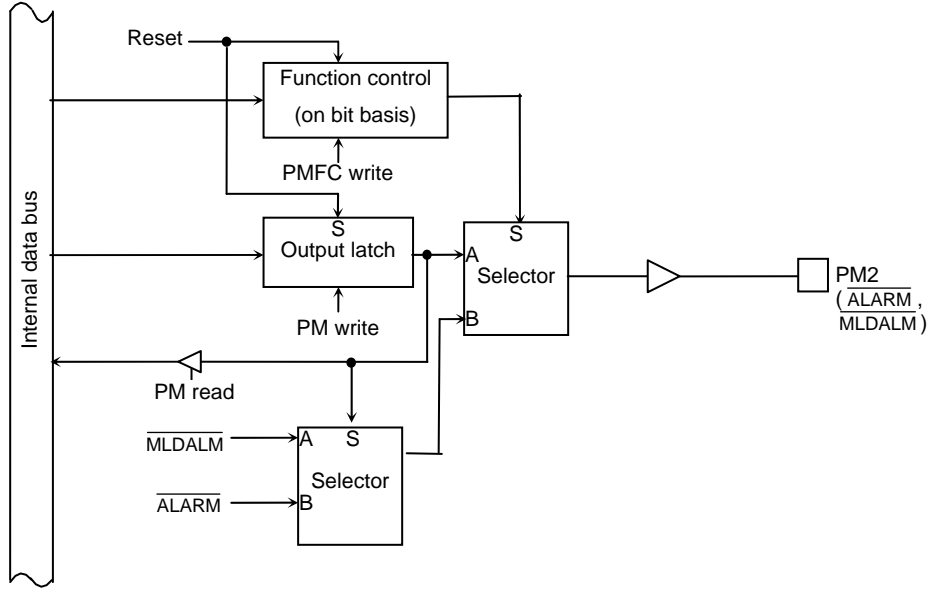 Reset
Function control
(on bit basis)
PMFC write
Internal data bus
S
Output latch
PM write
S
A
Selector
B
PM2
( ALARM ,
MLDALM )
PM read
MLDALM
A
S
Selector
ALARM
B